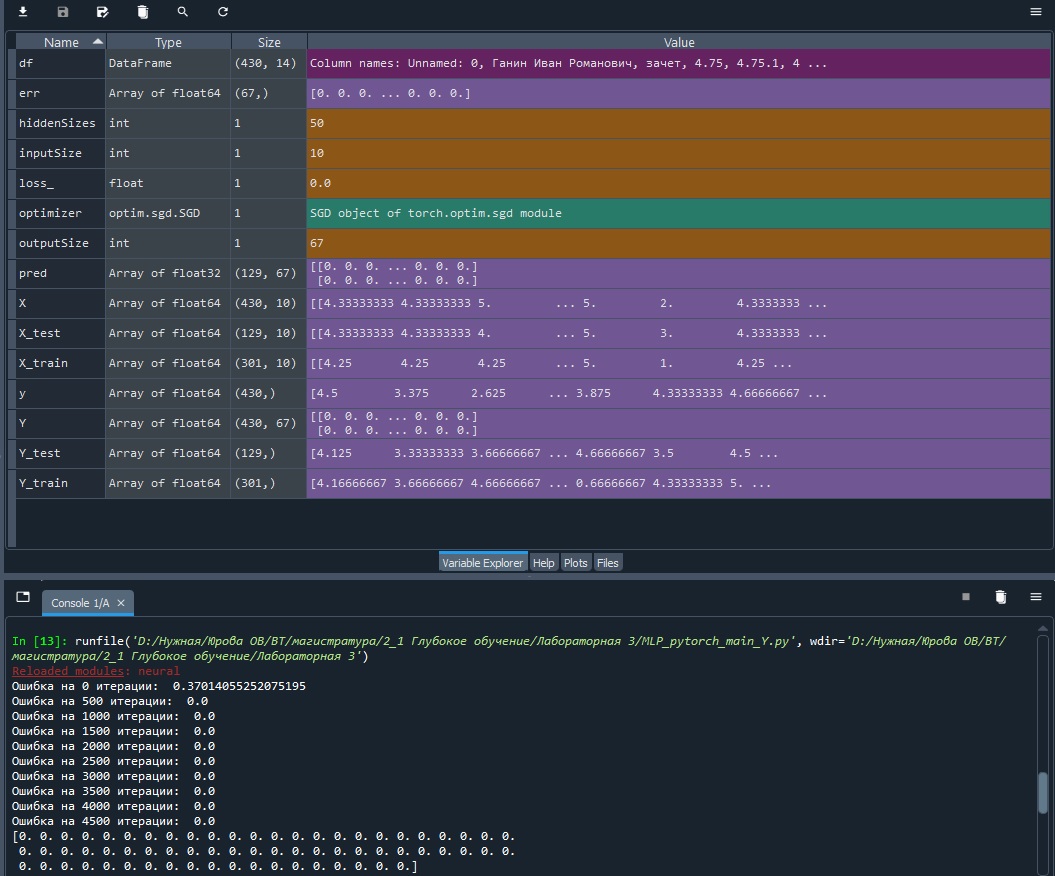 Name Type Size Value
df DataFrame (430, 14) Column names: Unnamed: 0, Ганин Иван Романович, зачет, 4.75, 4.75.1, 4 ...
err Array of float64 (67,) [0. 0. 0. ... 0. 0. 0.]
hiddenSizes int 1 50
inputSize int 1 10
loss_ float 1 0.0
optimizer optim.sgd.SGD 1 SGD object of torch.optim.sgd module
outputSize int 1 67
pred Array of float32 (129, 67) [[0. 0. 0. ... 0. 0. 0.]
[0. 0. 0. ... 0. 0. 0.]
X Array of float64 (430, 10) [[4.33333333 4.33333333 5. ... 5. 2. 4.3333333 ...
X_test Array of float64 (129, 10) [[4.33333333 4.33333333 4. ... 5. 3. 4.3333333 ...
X_train Array of float64 (301, 10) [[4.25 4.25 4.25 ... 5. 1. 4.25 ...
y Array of float64 (430,) [4.5 3.375 2.625 ... 3.875 4.33333333 4.66666667 ...
Y Array of float64 (430, 67) [[0. 0. 0. ... 0. 0. 0.]
[0. 0. 0. ... 0. 0. 0.]
Y_test Array of float64 (129,) [4.125 3.33333333 3.66666667 ... 4.66666667 3.5 4.5 ...
Y_train Array of float64 (301,) [4.16666667 3.66666667 4.66666667 ... 0.66666667 4.33333333 5. ...
Variable Explorer Help Plots Files
Console 1/A ×
In [13]: runfile('D:/Нужная/Юрова ОВ/ВТ/магистратура/2_1 Глубокое обучение/Лабораторная 3/MLP_pytorch_main_Y.py', wdir='D:/Нужная/Юрова ОВ/ВТ/
магистратура/2_1 Глубокое обучение/Лабораторная 3')
Reloaded modules: neural
Ошибка на 0 итерации:  0.37014055252075195
Ошибка на 500 итерации:  0.0
Ошибка на 1000 итерации:  0.0
Ошибка на 1500 итерации:  0.0
Ошибка на 2000 итерации:  0.0
Ошибка на 2500 итерации:  0.0
Ошибка на 3000 итерации:  0.0
Ошибка на 3500 итерации:  0.0
Ошибка на 4000 итерации:  0.0
Ошибка на 4500 итерации:  0.0
[0. 0. 0. 0. 0. 0. 0. 0. 0. 0. 0. 0. 0. 0. 0. 0. 0. 0. 0. 0. 0. 0. 0. 0.
0. 0. 0. 0. 0. 0. 0. 0. 0. 0. 0. 0. 0. 0. 0. 0. 0. 0. 0. 0. 0. 0. 0. 0.
0. 0. 0. 0. 0. 0. 0. 0. 0. 0. 0. 0. 0. 0. 0. 0. 0. 0. 0.]